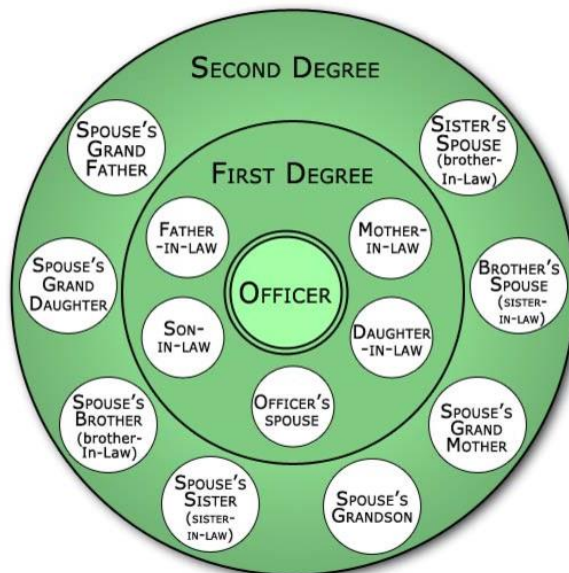 SECOND DEGREE
SPOUSE'S
GRAND
FATHER
SISTER'S
SPOUSE
(brother-
In-Law)
FIRST DEGREE
FATHER
-IN-LAW
MOTHER-
IN-LAW
SPOUSE'S
GRAND
DAUGHTER
OFFICER
BROTHER'S
SPOUSE
(SISTER-
IN-LAW)
SON-
IN-LAW
DAUGHTER
-IN-LAW
OFFICER'S
SPOUSE
SPOUSE'S
BROTHER
(brother-
In-Law)
SPOUSE'S
GRAND
MOTHER
SPOUSE'S
SISTER
(SISTER-
IN-LAW)
SPOUSE'S
GRANDSON